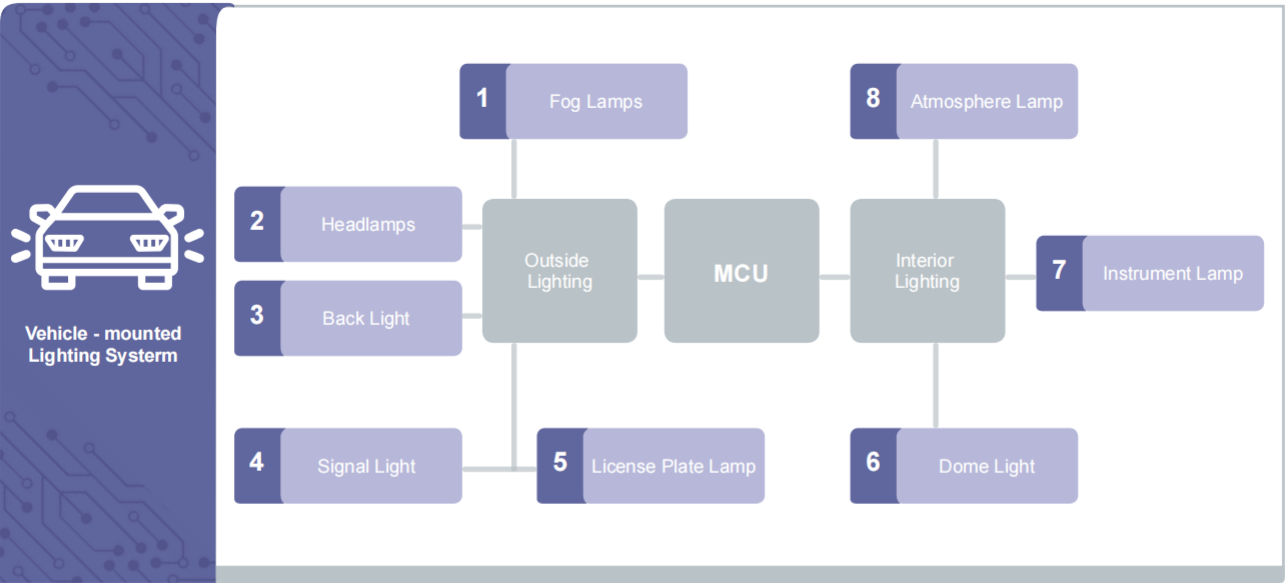 Vehicle - mounted
Lighting Systerm
1 Fog Lamps
2 Headlamps
3 Back Light
4 Signal Light
5 License Plate Lamp
Outside
Lighting
MCU
Interior
Lighting
8 Atmosphere Lamp
7 Instrument Lamp
6 Dome Light